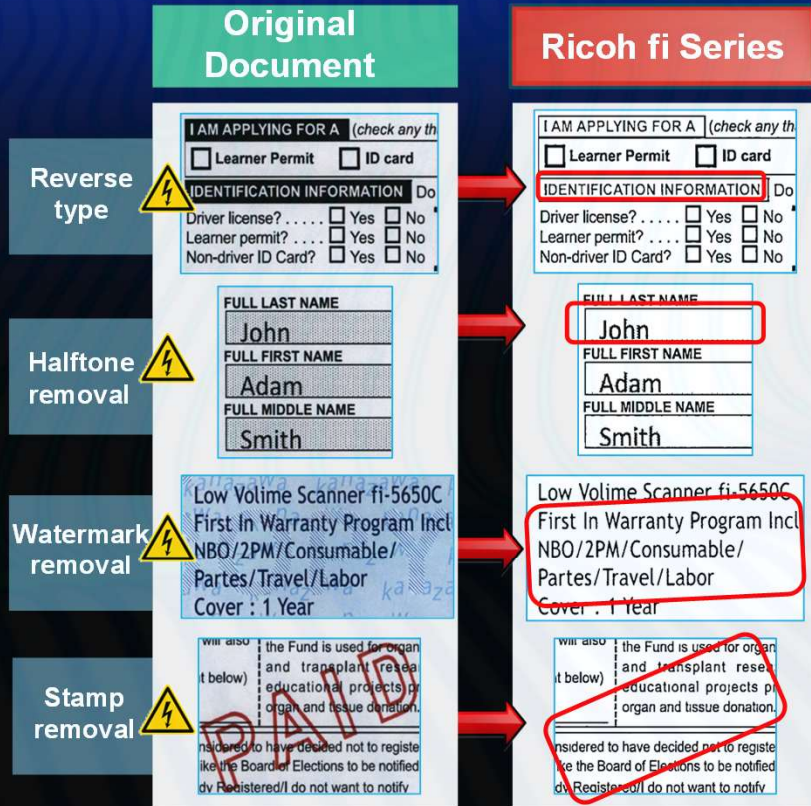 Original
Document
Ricoh fi Series
Reverse
type
I AM APPLYING FOR A (check any th
Learner Permit ID card
IDENTIFICATION INFORMATION Do
Driver license? ..... Yes No
Learner permit? .... Yes No
Non-driver ID Card? Yes No
I AM APPLYING FOR A (check any th
Learner Permit ID card
IDENTIFICATION INFORMATION Do
Driver license? ..... Yes No
Learner permit? .... Yes No
Non-driver ID Card? Yes No
Halftone
removal
FULL LAST NAME
John
FULL FIRST NAME
Adam
FULL MIDDLE NAME
Smith
FULL LAST NAME
John
FULL FIRST NAME
Adam
FULL MIDDLE NAME
Smith
Watermark
removal
kanazawa kanazawa
Low Volime Scanner fi-5650C
First In Warranty Program Incl
NBO/2PM/Consumable/
Partes/Travel/Labor
Cover : 1 Year
Low Volime Scanner fi-5650C
First In Warranty Program Incl
NBO/2PM/Consumable/
Partes/Travel/Labor
Cover : 1 Year
Stamp
removal
will also the Fund is used for organ
and transplant resea
t below) educational projects pr
organ and tissue donation.
PAID
nsidered to have decided not to registe
ike the Board of Elections to be notified
dv Registered/I do not want to notify
will also the Fund is used for organ
and transplant resea
t below) educational projects pr
organ and tissue donation.
nsidered to have decided not to registe
ke the Board of Elections to be notified
dv Registered/I do not want to notify